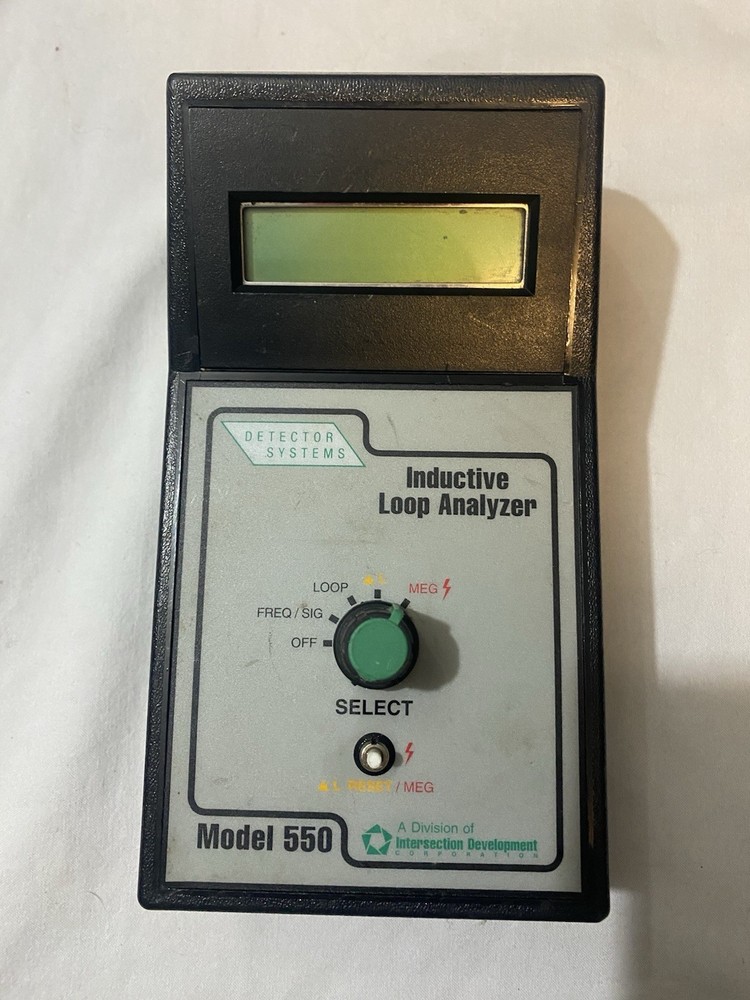 DETECTOR
SYSTEMS
Inductive
Loop Analyzer
L
LOOP
MEG
FREQ / SIG
OFF
SELECT
L RESET / MEG
Model 550
A Division of
Intersection Development
CORPORATION